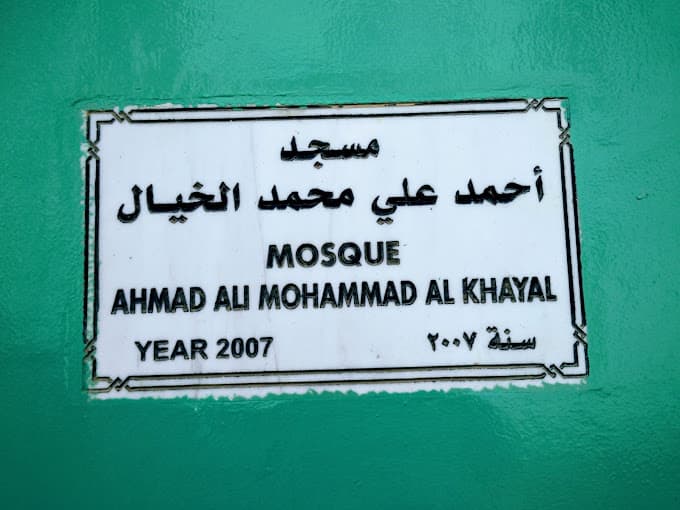 مسجد
أحمد علي محمد الخيال
MOSQUE
AHMAD ALI MOHAMMAD AL KHAYAL
YEAR 2007 سنة ٢٠٠٧